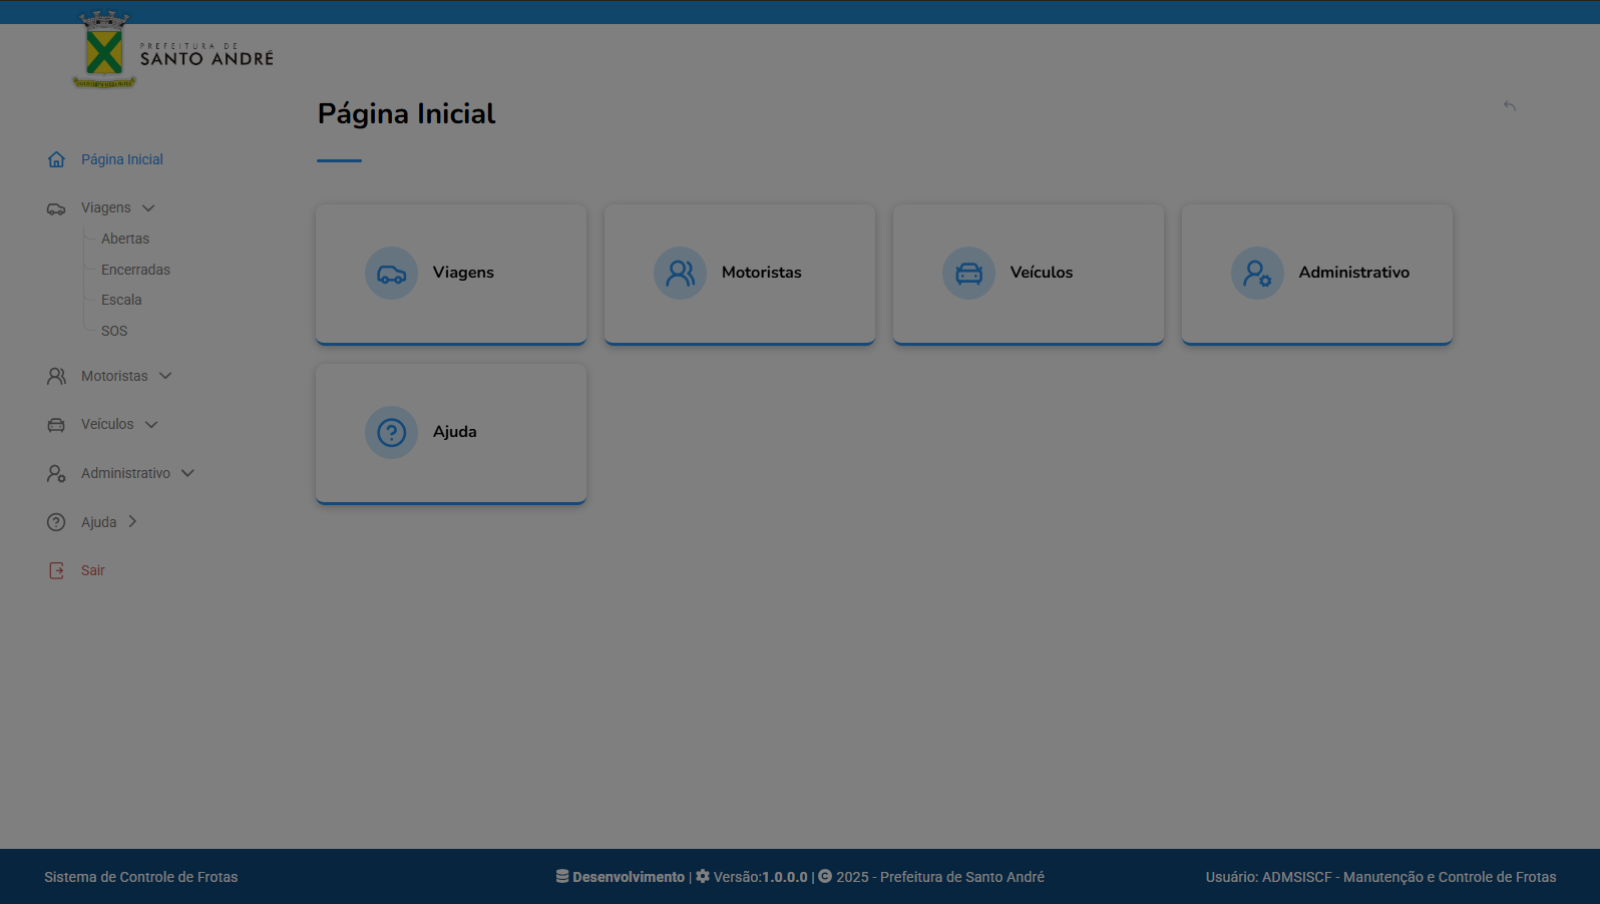 PREFEITURA DE
SANTO ANDRÉ
Página Inicial
Página Inicial
Viagens
Abertas
Encerradas
Escala
SOS
Motoristas
Veículos
Administrativo
Ajuda
Sair
Viagens
Motoristas
Veículos
Administrativo
Ajuda
Sistema de Controle de Frotas
Desenvolvimento | Versão:1.0.0.0 | 2025 - Prefeitura de Santo André
Usuário: ADMSISCF - Manutenção e Controle de Frotas